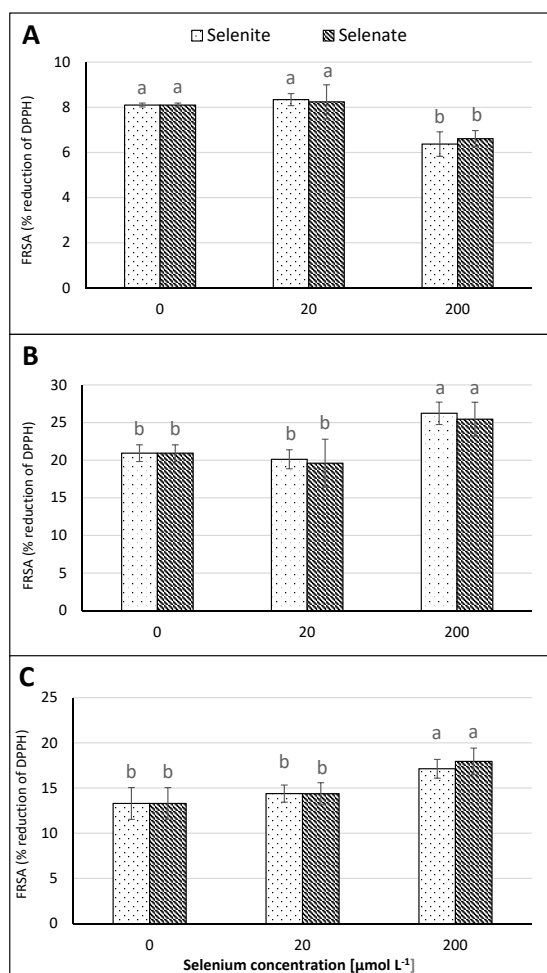 A
Selenite Selenate
FRSA (% reduction of DPPH)
10
8
6
4
2
0
a a
a a
b b
0 20 200
B
FRSA (% reduction of DPPH)
30
25
20
15
10
5
0
b b
b b
a a
0 20 200
C
FRSA (% reduction of DPPH)
25
20
15
10
5
0
b b
b b
a a
0 20 200
Selenium concentration [µmol L⁻¹]